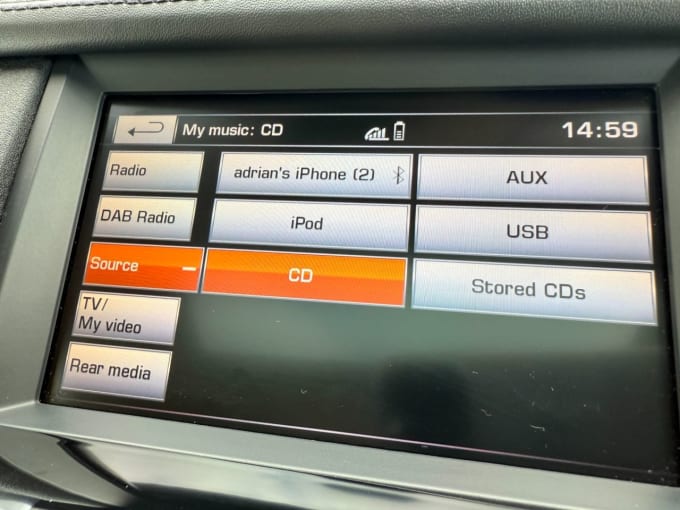 My music: CD
14:59
Radio
adrian's iPhone (2)
AUX
DAB Radio
iPod
USB
Source
CD
Stored CDs
TV/
My video
Rear media